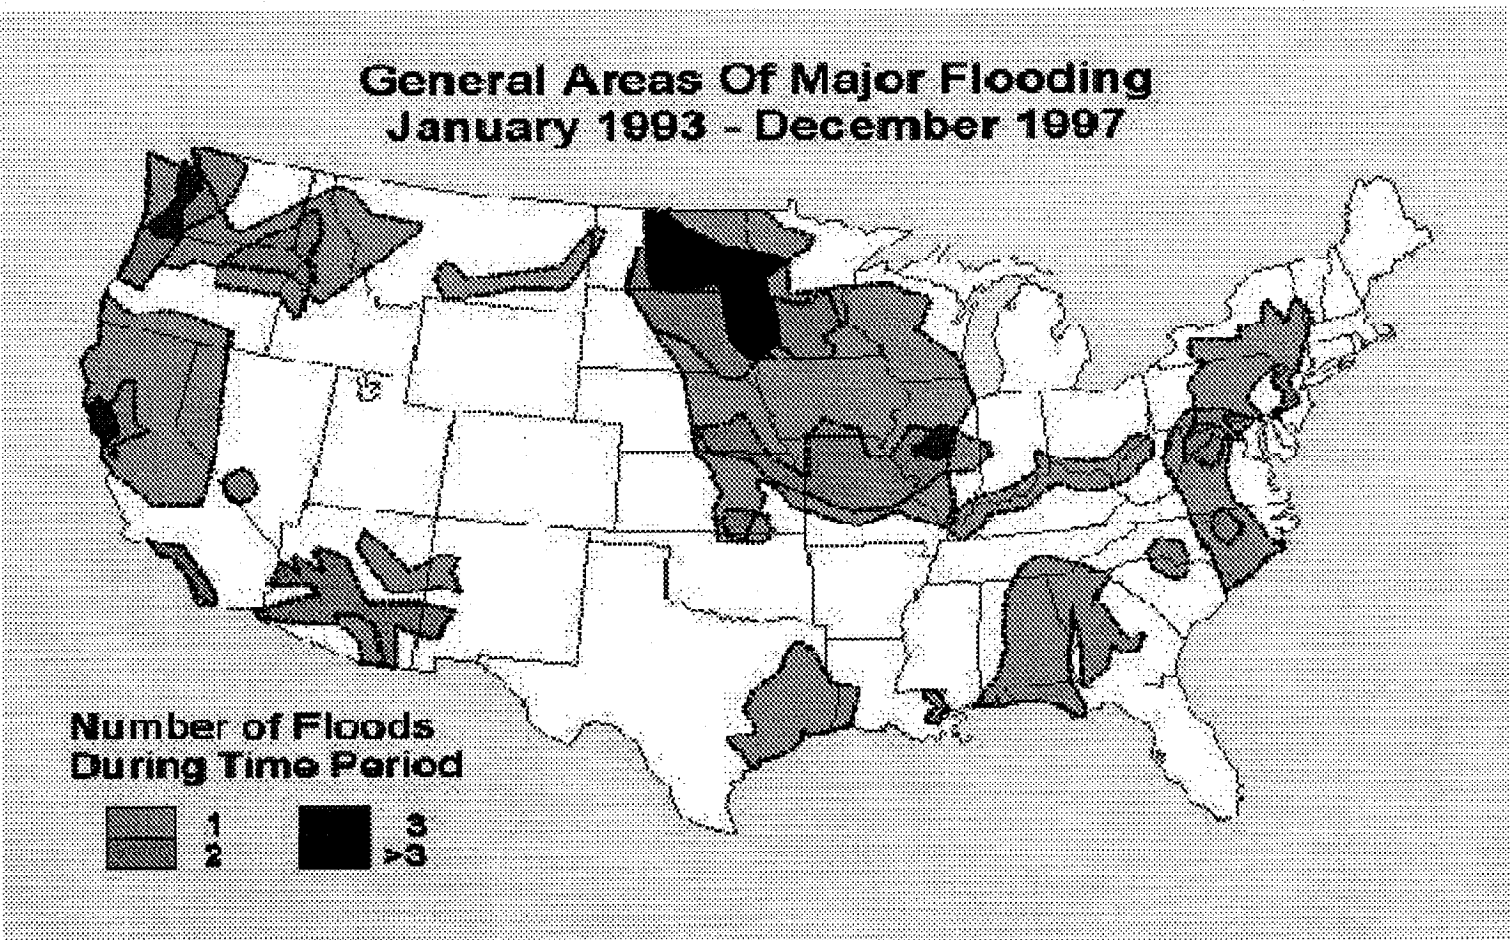 General Areas Of Major Flooding
January 1993 - December 1997
Number of Floods
During Time Period
1 3
2 >3